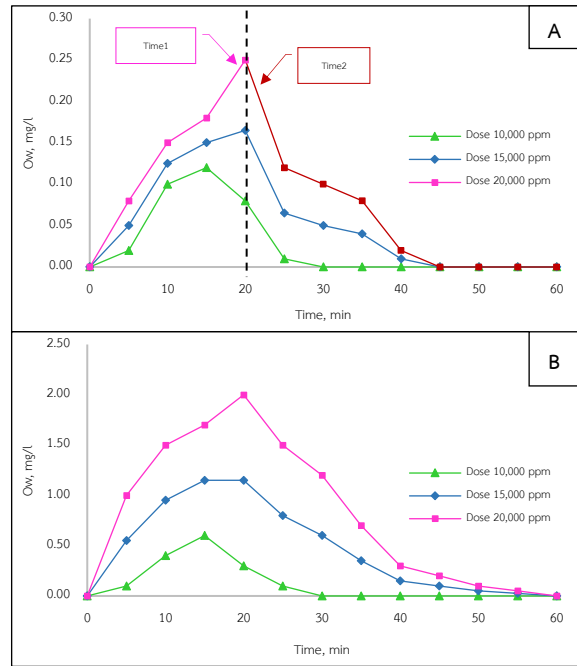 A
0.30
Time1
Time2
0.25
0.20
0.15
0.10
0.05
0.00
Ow, mg/l
Dose 10,000 ppm
Dose 15,000 ppm
Dose 20,000 ppm
0 10 20 30 40 50 60
Time, min
B
2.50
2.00
1.50
1.00
0.50
0.00
Ow, mg/l
Dose 10,000 ppm
Dose 15,000 ppm
Dose 20,000 ppm
0 10 20 30 40 50 60
Time, min